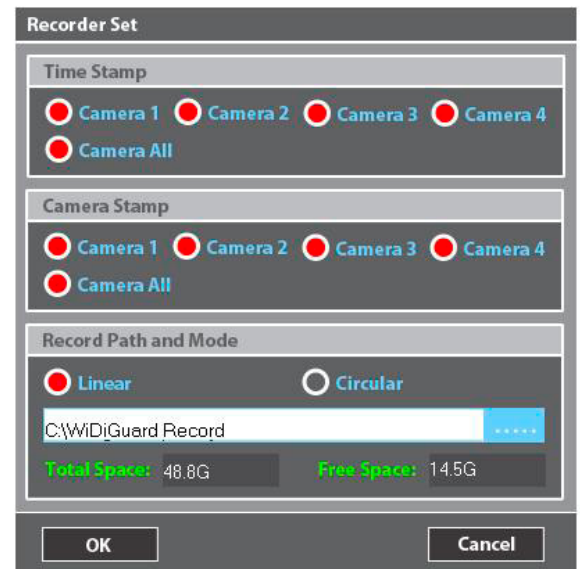 Recorder Set
Time Stamp
Camera 1 Camera 2 Camera 3 Camera 4
Camera All
Camera Stamp
Camera 1 Camera 2 Camera 3 Camera 4
Camera All
Record Path and Mode
Linear Circular
C:\WiDiGuard Record
.....
Total Space: 48.8G Free Space: 14.5G
OK Cancel